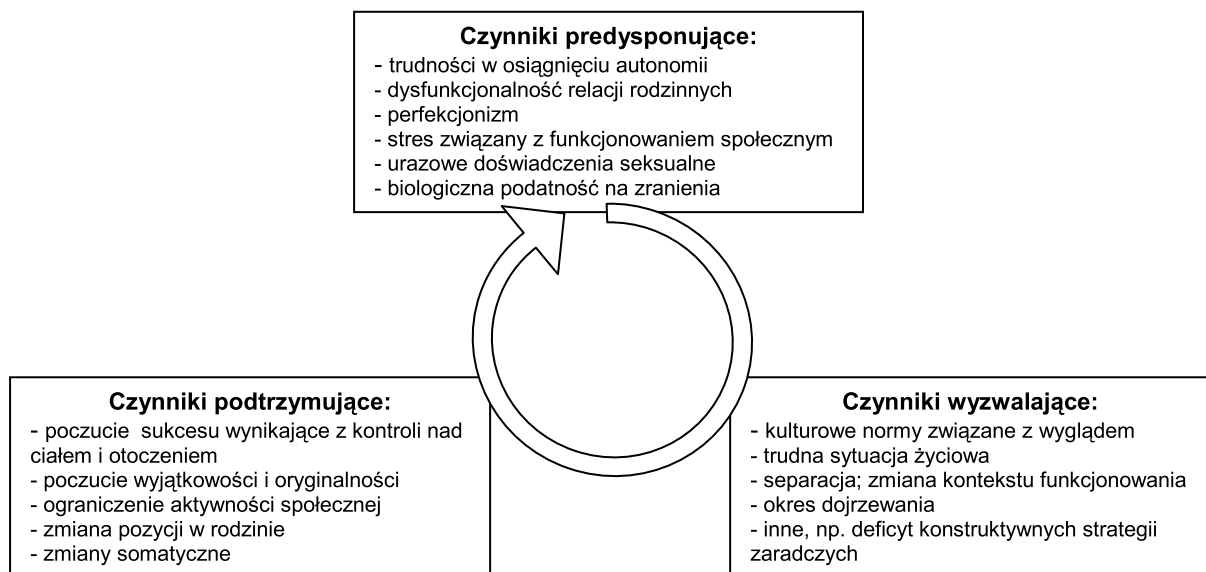 Czynniki predysponujące:
- trudności w osiągnięciu autonomii
- dysfunkcjonalność relacji rodzinnych
- perfekcjonizm
- stres związany z funkcjonowaniem społecznym
- urazowe doświadczenia seksualne
- biologiczna podatność na zranienia
Czynniki podtrzymujące:
- poczucie sukcesu wynikające z kontroli nad
ciałem i otoczeniem
- poczucie wyjątkowości i oryginalności
- ograniczenie aktywności społecznej
- zmiana pozycji w rodzinie
- zmiany somatyczne
Czynniki wyzwalające:
- kulturowe normy związane z wyglądem
- trudna sytuacja życiowa
- separacja; zmiana kontekstu funkcjonowania
- okres dojrzewania
- inne, np. deficyt konstruktywnych strategii
zaradczych